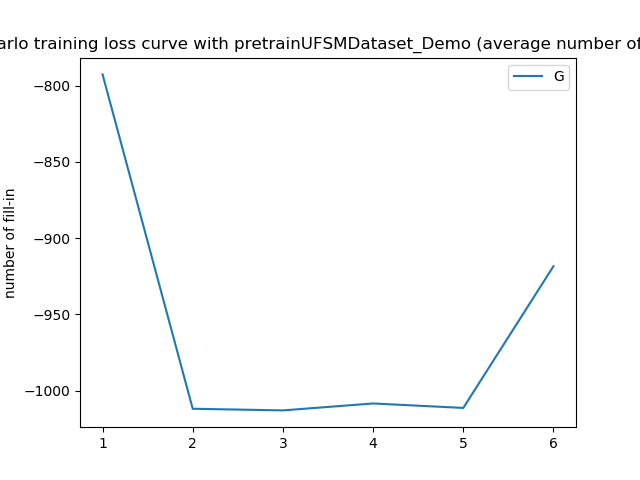 arlo training loss curve with pretrainUFSMDataset_Demo (average number of
G
number of fill-in
−800
−850
−900
−950
−1000
1 2 3 4 5 6